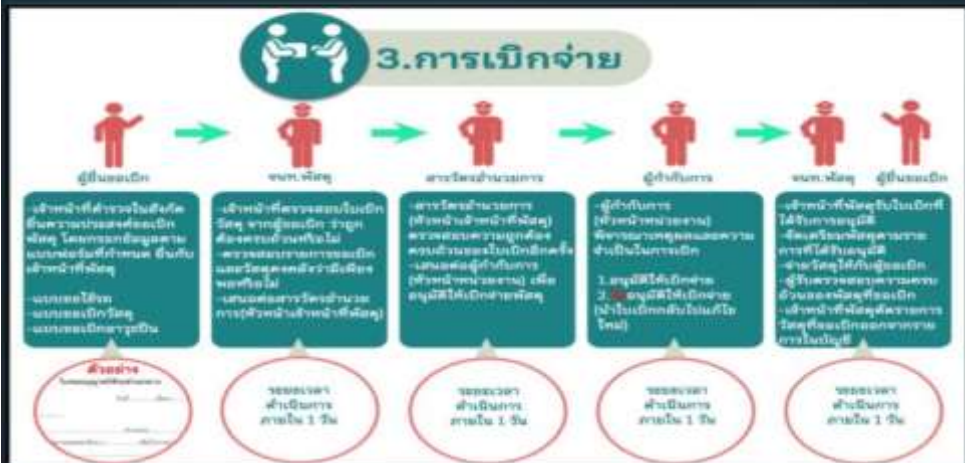 3.การเบิกจ่าย
ผู้ยื่นขอเบิก
จนท.พัสดุ
สารวัตรอำนวยการ
ผู้กำกับการ
จนท.พัสดุ
ผู้ยื่นขอเบิก
-เจ้าหน้าที่ตำรวจในสังกัด
ยื่นความประสงค์ขอเบิก
พัสดุ โดยกรอกข้อมูลตาม
แบบฟอร์มที่กำหนด ยื่นกับ
เจ้าหน้าที่พัสดุ
-แบบขอใช้รถ
-แบบขอเบิกวัสดุ
-แบบขอเบิกอาวุธปืน
-เจ้าหน้าที่ตรวจสอบใบเบิก
วัสดุ จากผู้ขอเบิก ว่าถูก
ต้องครบถ้วนหรือไม่
-ตรวจสอบรายการขอเบิก
และวัสดุคงคลังว่ามีเพียง
พอหรือไม่
-เสนอต่อสารวัตรอำนวย
การ(หัวหน้าเจ้าหน้าที่พัสดุ)
-สารวัตรอำนวยการ
(หัวหน้าเจ้าหน้าที่พัสดุ)
ตรวจสอบความถูกต้อง
ครบถ้วนของใบเบิกอีกครั้ง
-เสนอต่อผู้กำกับการ
(หัวหน้าหน่วยงาน) เพื่อ
อนุมัติให้เบิกจ่ายพัสดุ
-ผู้กำกับการ
(หัวหน้าหน่วยงาน)
พิจารณาเหตุผลและความ
จำเป็นในการเบิก
1.อนุมัติให้เบิกจ่าย
2.ไม่อนุมัติให้เบิกจ่าย
(นำใบเบิกกลับไปแก้ไข
ใหม่)
-เจ้าหน้าที่พัสดุรับใบเบิกที่
ได้รับการอนุมัติ
-จัดเตรียมพัสดุตามราย
การที่ได้รับอนุมัติ
-จ่ายวัสดุให้กับผู้ขอเบิก
-ผู้รับตรวจสอบความครบ
ถ้วนของพัสดุที่ขอเบิก
-เจ้าหน้าที่พัสดุตัดรายการ
วัสดุที่ขอเบิกออกจากราย
การในบัญชี
ตัวอย่าง
ระยะเวลา
ดำเนินการ
ภายใน 1 วัน
ระยะเวลา
ดำเนินการ
ภายใน 1 วัน
ระยะเวลา
ดำเนินการ
ภายใน 1 วัน
ระยะเวลา
ดำเนินการ
ภายใน 1 วัน